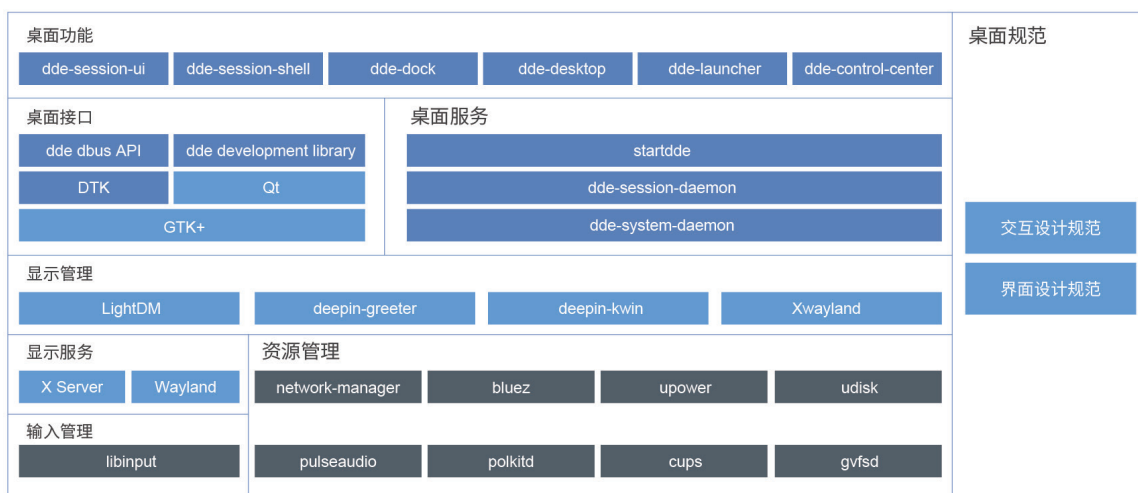 桌面功能
dde-session-ui dde-session-shell dde-dock dde-desktop dde-launcher dde-control-center
桌面接口
dde dbus API dde development library
DTK Qt
GTK+
桌面服务
startdde
dde-session-daemon
dde-system-daemon
显示管理
LightDM deepin-greeter deepin-kwin Xwayland
显示服务
X Server Wayland
输入管理
libinput
资源管理
network-manager bluez upower udisk
pulseaudio polkitd cups gvfsd
桌面规范
交互设计规范
界面设计规范